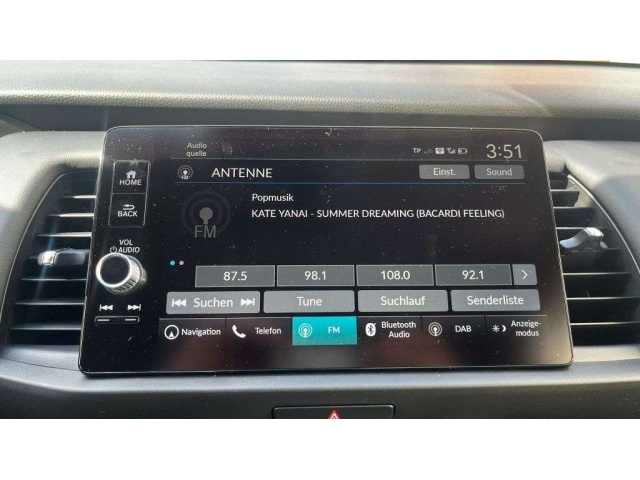 Audio
quelle
TP
3:51
HOME
ANTENNE
Einst.
Sound
FM
BACK
Popmusik
KATE YANAI - SUMMER DREAMING (BACARDI FEELING)
FM
VOL
AUDIO
87.5
98.1
108.0
92.1
Suchen
Tune
Suchlauf
Senderliste
Navigation
Telefon
FM
Bluetooth
Audio
DAB
Anzeige-
modus